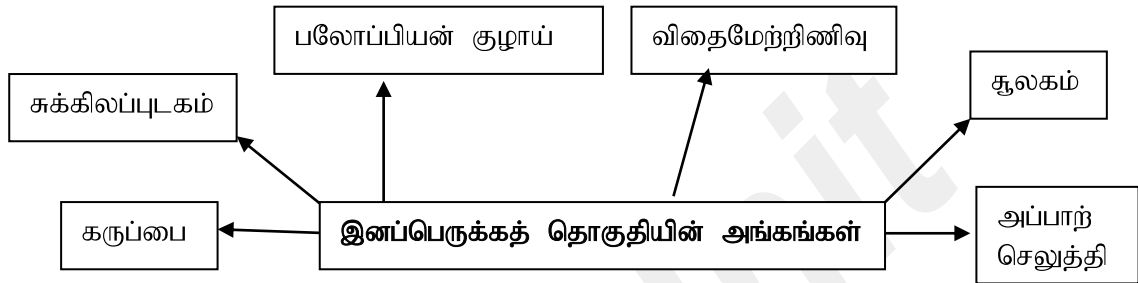 பலோப்பியன் குழாய்
விதைமேற்றிணிவு
சூலகம்
சுக்கிலப்புடகம்
கருப்பை
இனப்பெருக்கத் தொகுதியின் அங்கங்கள்
அப்பாற்
செலுத்தி